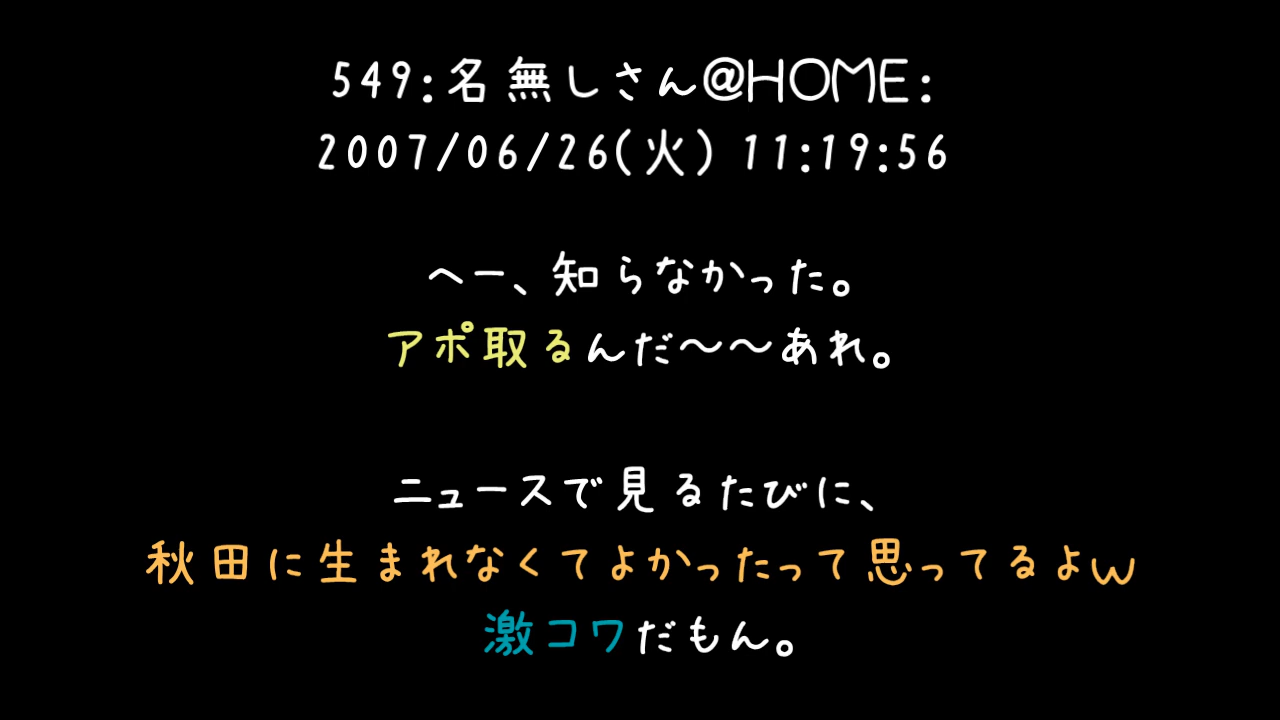 549:名無しさん@HOME:
2007/06/26(火) 11:19:56
へー、知らなかった。
アポ取るんだ～～あれ。
ニュースで見るたびに、
秋田に生まれなくてよかったって思ってるよw
激コワだもん。